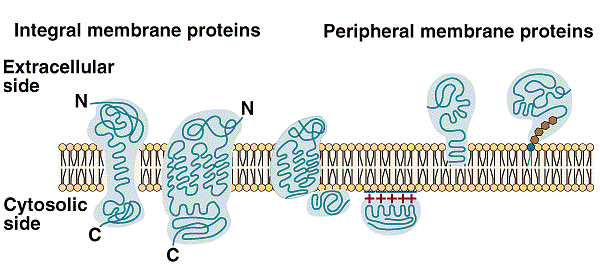 Integral membrane proteins
Peripheral membrane proteins
Extracellular
side
N
N
Cytosolic
side
C
C
+++++